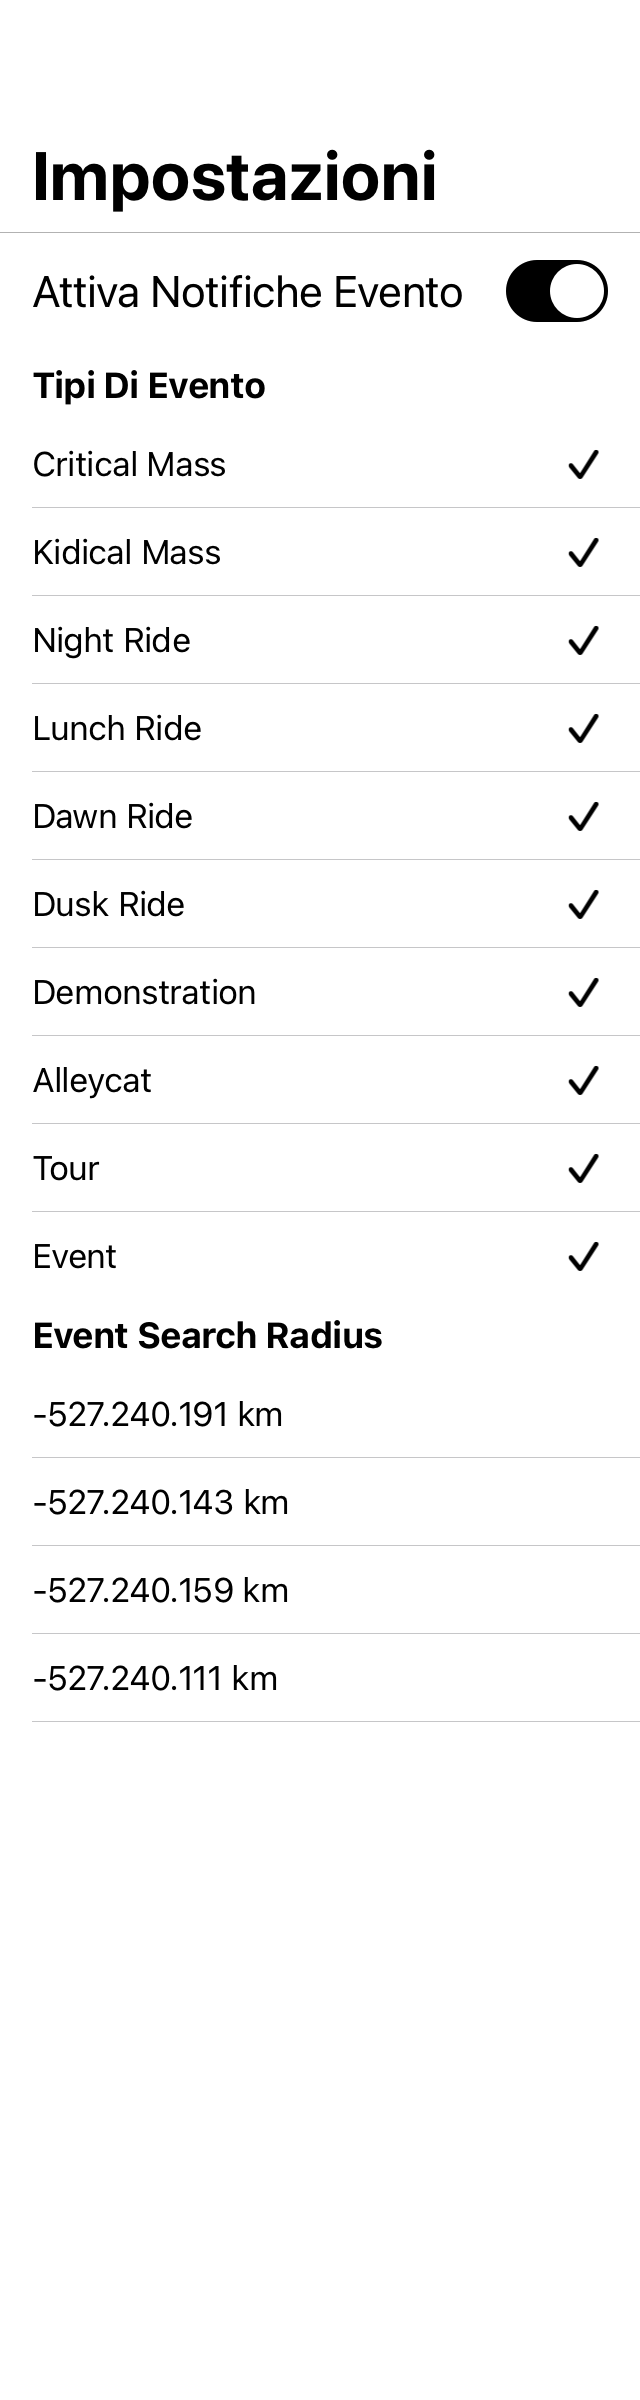 Impostazioni
Attiva Notifiche Evento
Tipi Di Evento
Critical Mass
Kidical Mass
Night Ride
Lunch Ride
Dawn Ride
Dusk Ride
Demonstration
Alleycat
Tour
Event
Event Search Radius
-527.240.191 km
-527.240.143 km
-527.240.159 km
-527.240.111 km